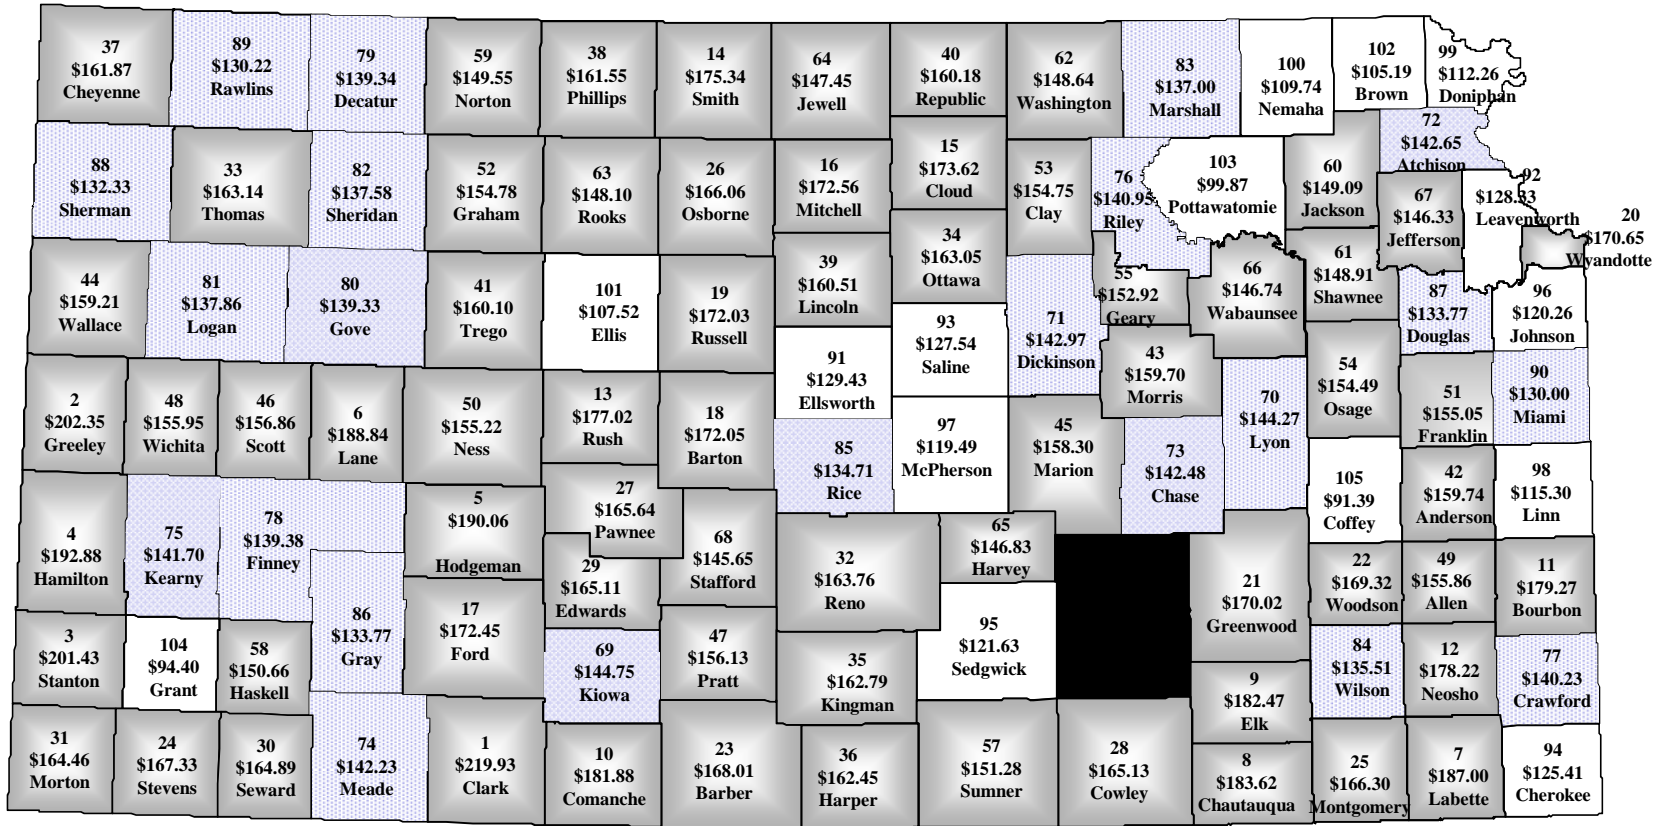 37
$161.87
Cheyenne
89
$130.22
Rawlins
79
$139.34
Decatur
59
$149.55
Norton
38
$161.55
Phillips
14
$175.34
Smith
64
$147.45
Jewell
40
$160.18
Republic
62
$148.64
Washington
83
$137.00
Marshall
100
$109.74
Nemaha
102
$105.19
Brown
99
$112.26
Doniphan
88
$132.33
Sherman
33
$163.14
Thomas
82
$137.58
Sheridan
52
$154.78
Graham
63
$148.10
Rooks
26
$166.06
Osborne
16
$172.56
Mitchell
15
$173.62
Cloud
53
$154.75
Clay
76
$140.95
Riley
103
$99.87
Pottawatomie
60
$149.09
Jackson
72
$142.65
Atchison
67
$146.33
Jefferson
92
$128.33
Leavenworth
20
$170.65
Wyandotte
44
$159.21
Wallace
81
$137.86
Logan
80
$139.33
Gove
41
$160.10
Trego
101
$107.52
Ellis
19
$172.03
Russell
39
$160.51
Lincoln
34
$163.05
Ottawa
93
$127.54
Saline
71
$142.97
Dickinson
55
$152.92
Geary
66
$146.74
Wabaunsee
61
$148.91
Shawnee
87
$133.77
Douglas
96
$120.26
Johnson
2
$202.35
Greeley
48
$155.95
Wichita
46
$156.86
Scott
6
$188.84
Lane
50
$155.22
Ness
13
$177.02
Rush
18
$172.05
Barton
91
$129.43
Ellsworth
85
$134.71
Rice
97
$119.49
McPherson
45
$158.30
Marion
43
$159.70
Morris
73
$142.48
Chase
70
$144.27
Lyon
54
$154.49
Osage
51
$155.05
Franklin
90
$130.00
Miami
4
$192.88
Hamilton
75
$141.70
Kearny
78
$139.38
Finney
5
$190.06
Hodgeman
27
$165.64
Pawnee
29
$165.11
Edwards
68
$145.65
Stafford
32
$163.76
Reno
65
$146.83
Harvey
105
$91.39
Coffey
42
$159.74
Anderson
98
$115.30
Linn
3
$201.43
Stanton
104
$94.40
Grant
58
$150.66
Haskell
86
$133.77
Gray
17
$172.45
Ford
69
$144.75
Kiowa
47
$156.13
Pratt
35
$162.79
Kingman
95
$121.63
Sedgwick
21
$170.02
Greenwood
22
$169.32
Woodson
49
$155.86
Allen
11
$179.27
Bourbon
84
$135.51
Wilson
12
$178.22
Neosho
77
$140.23
Crawford
31
$164.46
Morton
24
$167.33
Stevens
30
$164.89
Seward
74
$142.23
Meade
1
$219.93
Clark
10
$181.88
Comanche
23
$168.01
Barber
36
$162.45
Harper
57
$151.28
Sumner
28
$165.13
Cowley
9
$182.47
Elk
8
$183.62
Chautauqua
25
$166.30
Montgomery
7
$187.00
Labette
94
$125.41
Cherokee